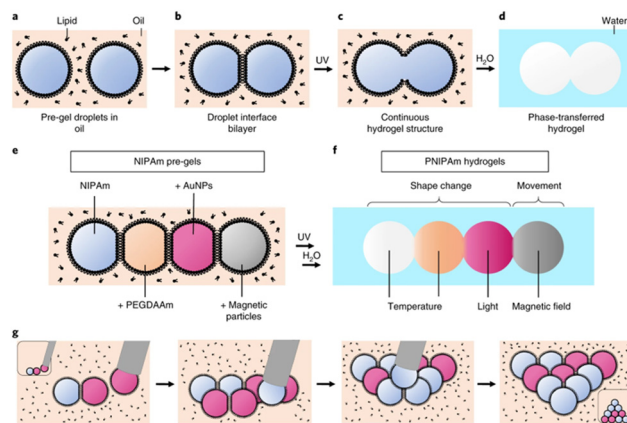 a
Lipid
Oil
b
c
d
Water
UV
H₂O
Pre-gel droplets in
oil
Droplet interface
bilayer
Continuous
hydrogel structure
Phase-transferred
hydrogel
e
NIPAm pre-gels
NIPAm
+ AuNPs
+ PEGDAAm
+ Magnetic
particles
UV
H₂O
f
PNIPAm hydrogels
Shape change
Movement
Temperature
Light
Magnetic field
g